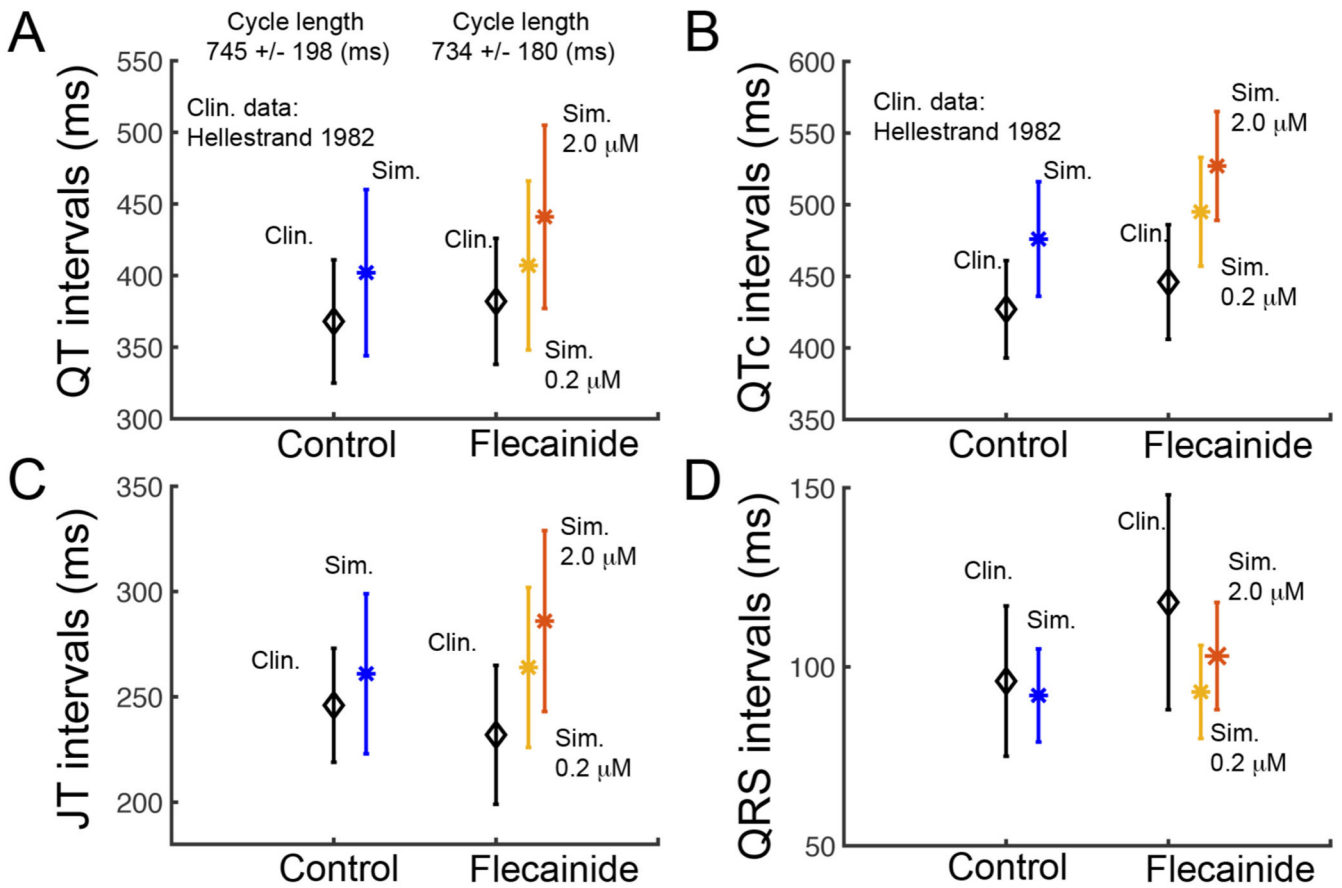 A
Cycle length
745 +/- 198 (ms)
Cycle length
734 +/- 180 (ms)
QT intervals (ms)
550
500
450
400
350
300
Clin. data:
Hellestrand 1982
Clin.
Sim.
Clin.
Sim.
2.0 μM
Sim.
0.2 μM
Control
Flecainide
B
QTc intervals (ms)
600
550
500
450
400
350
Clin. data:
Hellestrand 1982
Clin.
Sim.
Clin.
Sim.
2.0 μM
Sim.
0.2 μM
Control
Flecainide
C
JT intervals (ms)
350
300
250
200
Clin.
Sim.
Clin.
Sim.
2.0 μM
Sim.
0.2 μM
Control
Flecainide
D
QRS intervals (ms)
150
100
50
Clin.
Sim.
Clin.
Sim.
2.0 μM
Sim.
0.2 μM
Control
Flecainide